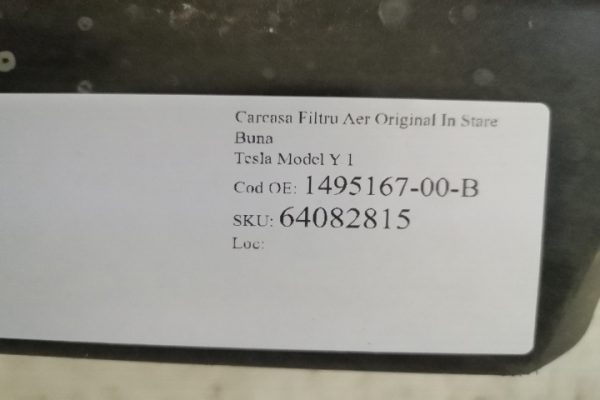 Carcasa Filtru Aer Original In Stare
Buna
Tesla Model Y 1
Cod OE: 1495167-00-B
SKU: 64082815
Loc: